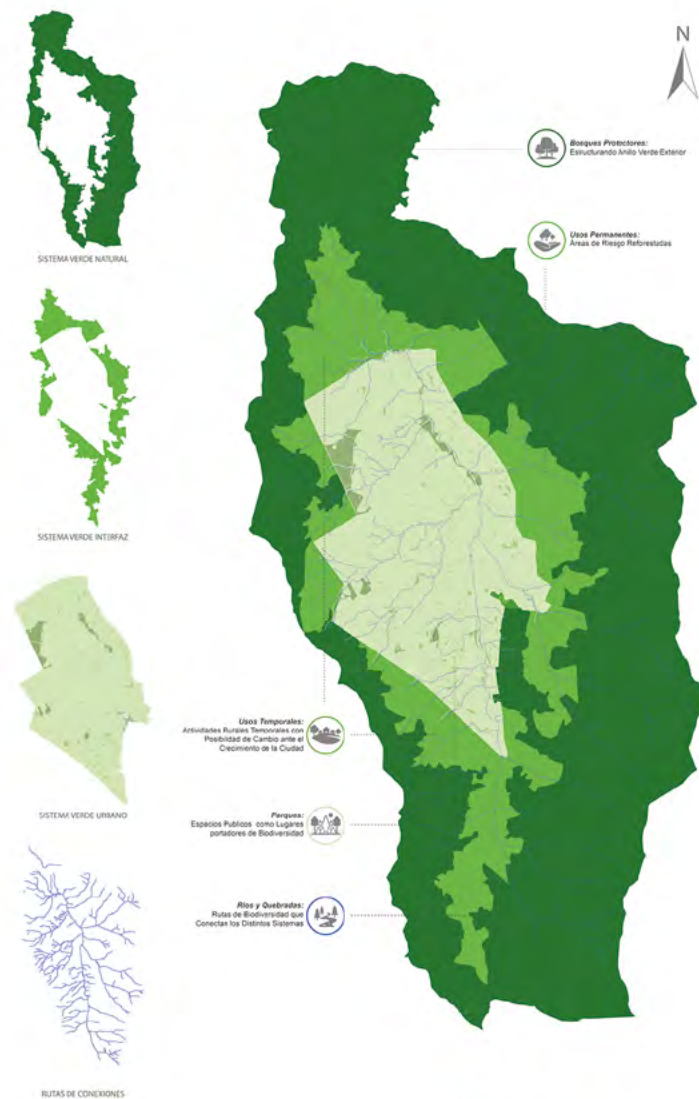 N
Bosques Protectores:
Estructurando Anillo Verde Exterior
Usos Permanentes:
Áreas de Riesgo Reforestadas
SISTEMA VERDE NATURAL
SISTEMA VERDE INTERFAZ
Usos Temporales:
Actividades Rurales Temporales con
Posibilidad de Cambio ante el
Crecimiento de la Ciudad
SISTEMA VERDE URBANO
Parques:
Espacios Publicos como Lugares
portadores de Biodiversidad
Ríos y Quebradas:
Rutas de Biodiversidad que
Conectan los Distintos Sistemas
RUTAS DE CONEXIONES